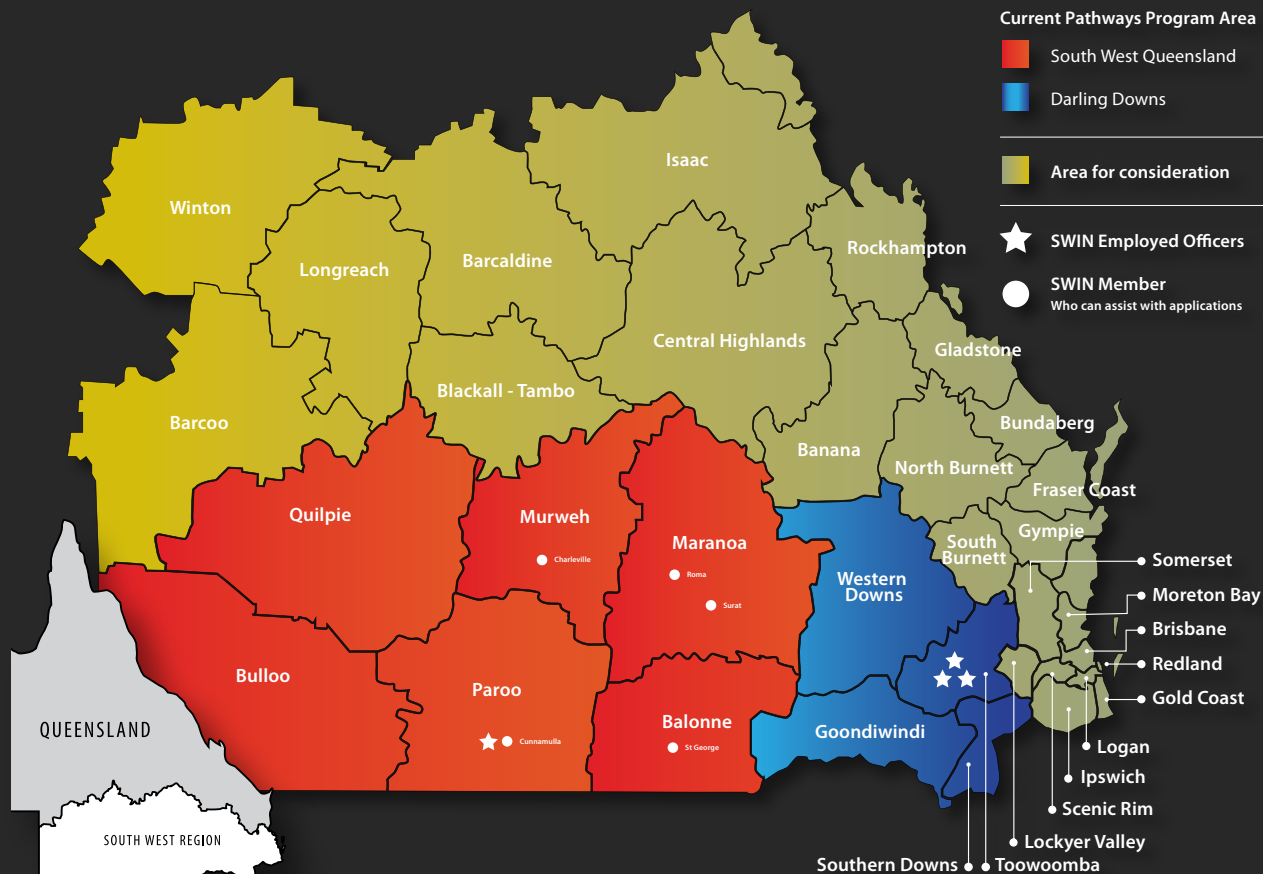 Current Pathways Program Area
South West Queensland
Darling Downs
Area for consideration
SWIN Employed Officers
SWIN Member
Who can assist with applications
Isaac
Winton
Rockhampton
Barcaldine
Longreach
Central Highlands
Gladstone
Blackall - Tambo
Barcoo
Bundaberg
Banana
North Burnett
Fraser Coast
Quilpie
Murweh
Gympie
Maranoa
South
Burnett
Charleville
Somerset
Roma
Western
Downs
Moreton Bay
Surat
Brisbane
Redland
Bulloo
Paroo
Gold Coast
Balonne
Goondiwindi
QUEENSLAND
Cunnamulla
St George
Logan
Ipswich
Scenic Rim
SOUTH WEST REGION
Lockyer Valley
Southern Downs
Toowoomba